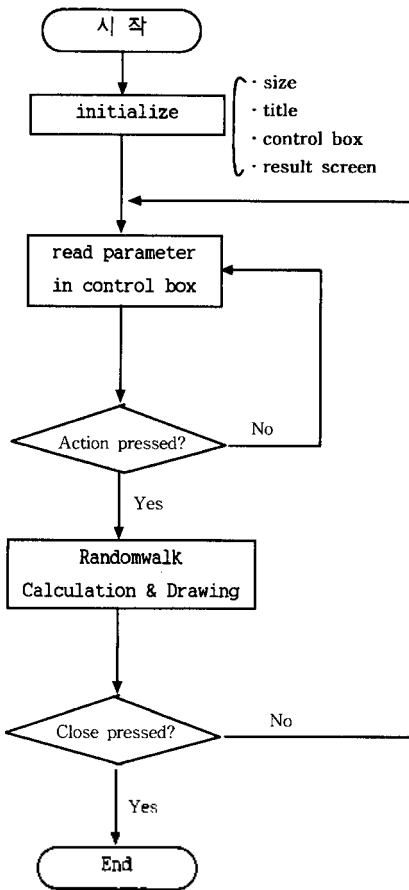 시 작
initialize
· size
· title
· control box
· result screen
read parameter
in control box
Action pressed?
No
Yes
Randomwalk
Calculation & Drawing
Close pressed?
No
Yes
End